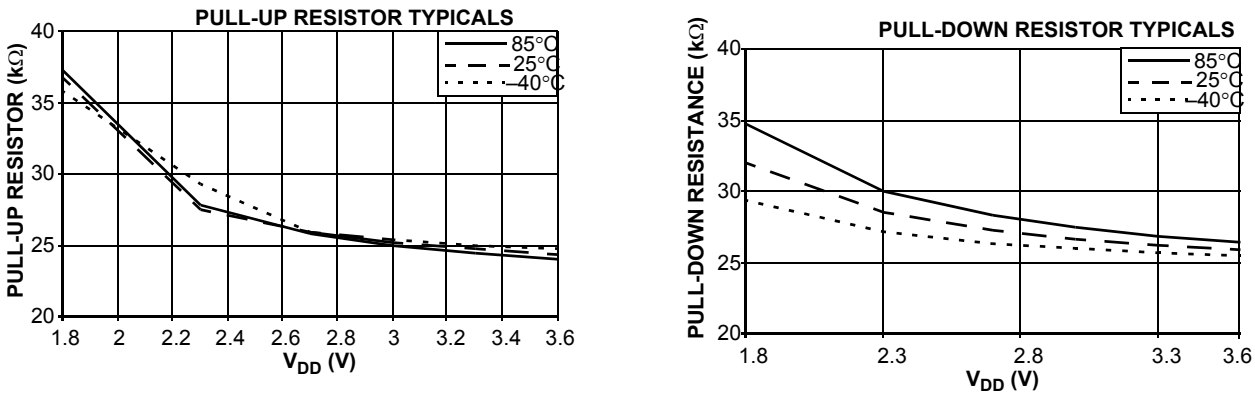 PULL-UP RESISTOR TYPICALS
PULL-UP RESISTOR (kΩ)
40
35
30
25
20
85°C
25°C
–40°C
1.8 2 2.2 2.4 2.6 2.8 3 3.2 3.4 3.6
VDD (V)
PULL-DOWN RESISTOR TYPICALS
PULL-DOWN RESISTANCE (kΩ)
40
35
30
25
20
85°C
25°C
–40°C
1.8 2.3 2.8 3.3 3.6
VDD (V)